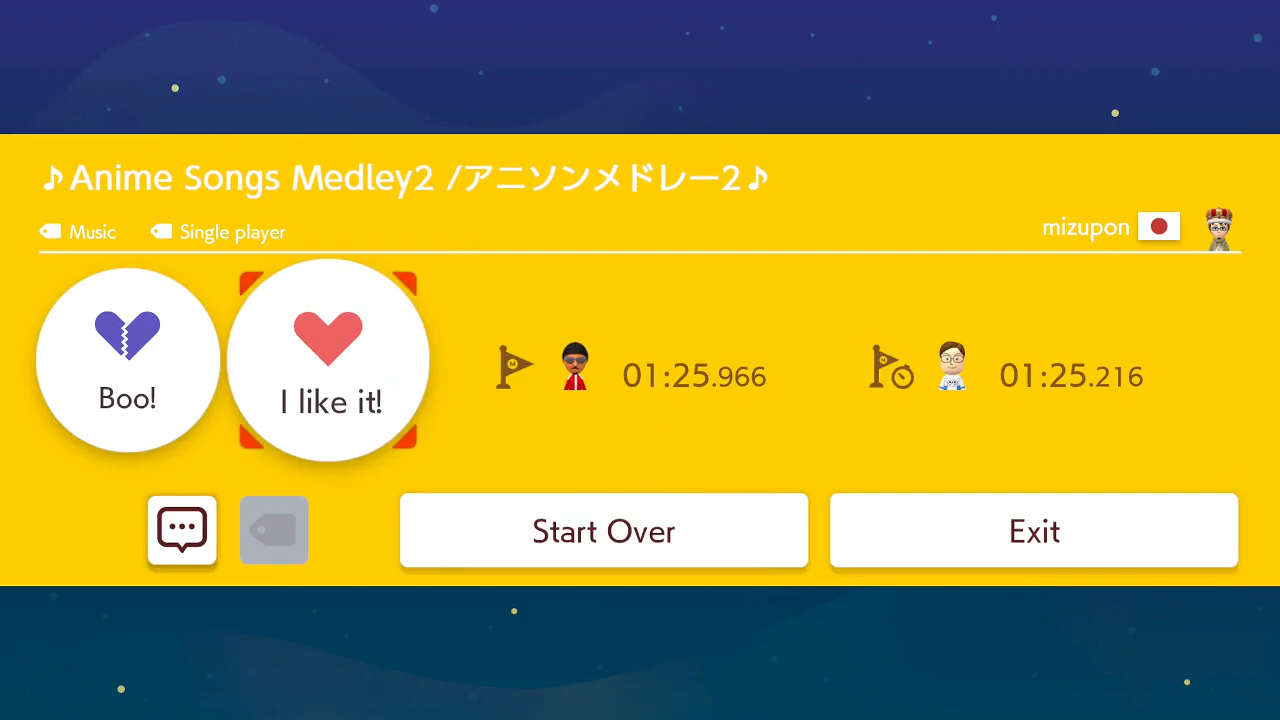 ♪Anime Songs Medley2 /アニソンメドレー2♪
Music
Single player
mizupon
Boo!
I like it!
M
01:25.966
M
01:25.216
Start Over
Exit